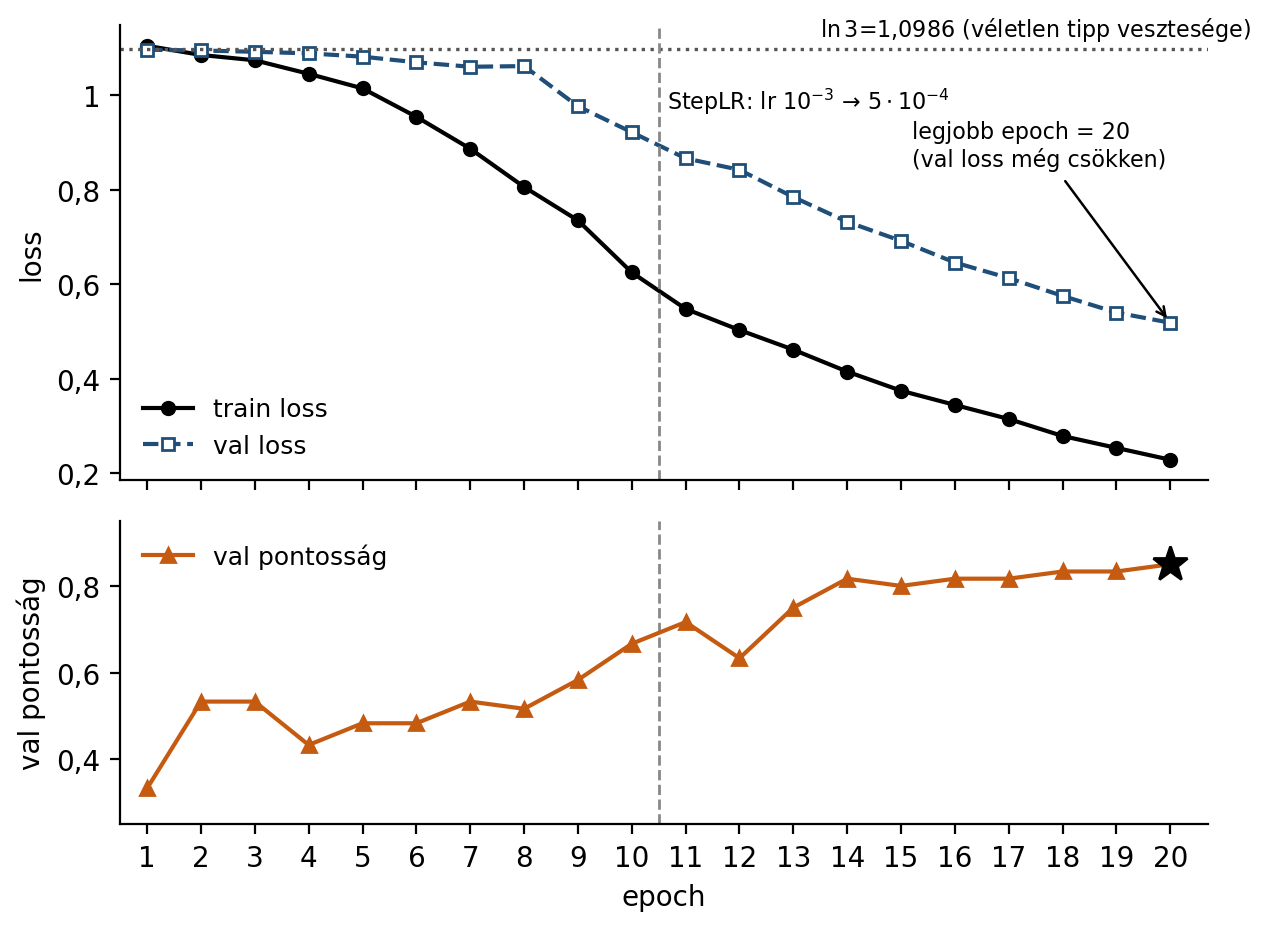 ln 3=1,0986 (véletlen tipp vesztesége)
StepLR: lr 10⁻³ → 5 · 10⁻⁴
legjobb epoch = 20
(val loss még csökken)
loss
1
0,8
0,6
0,4
0,2
train loss
val loss
val pontosság
val pontosság
0,8
0,6
0,4
1 2 3 4 5 6 7 8 9 10 11 12 13 14 15 16 17 18 19 20
epoch